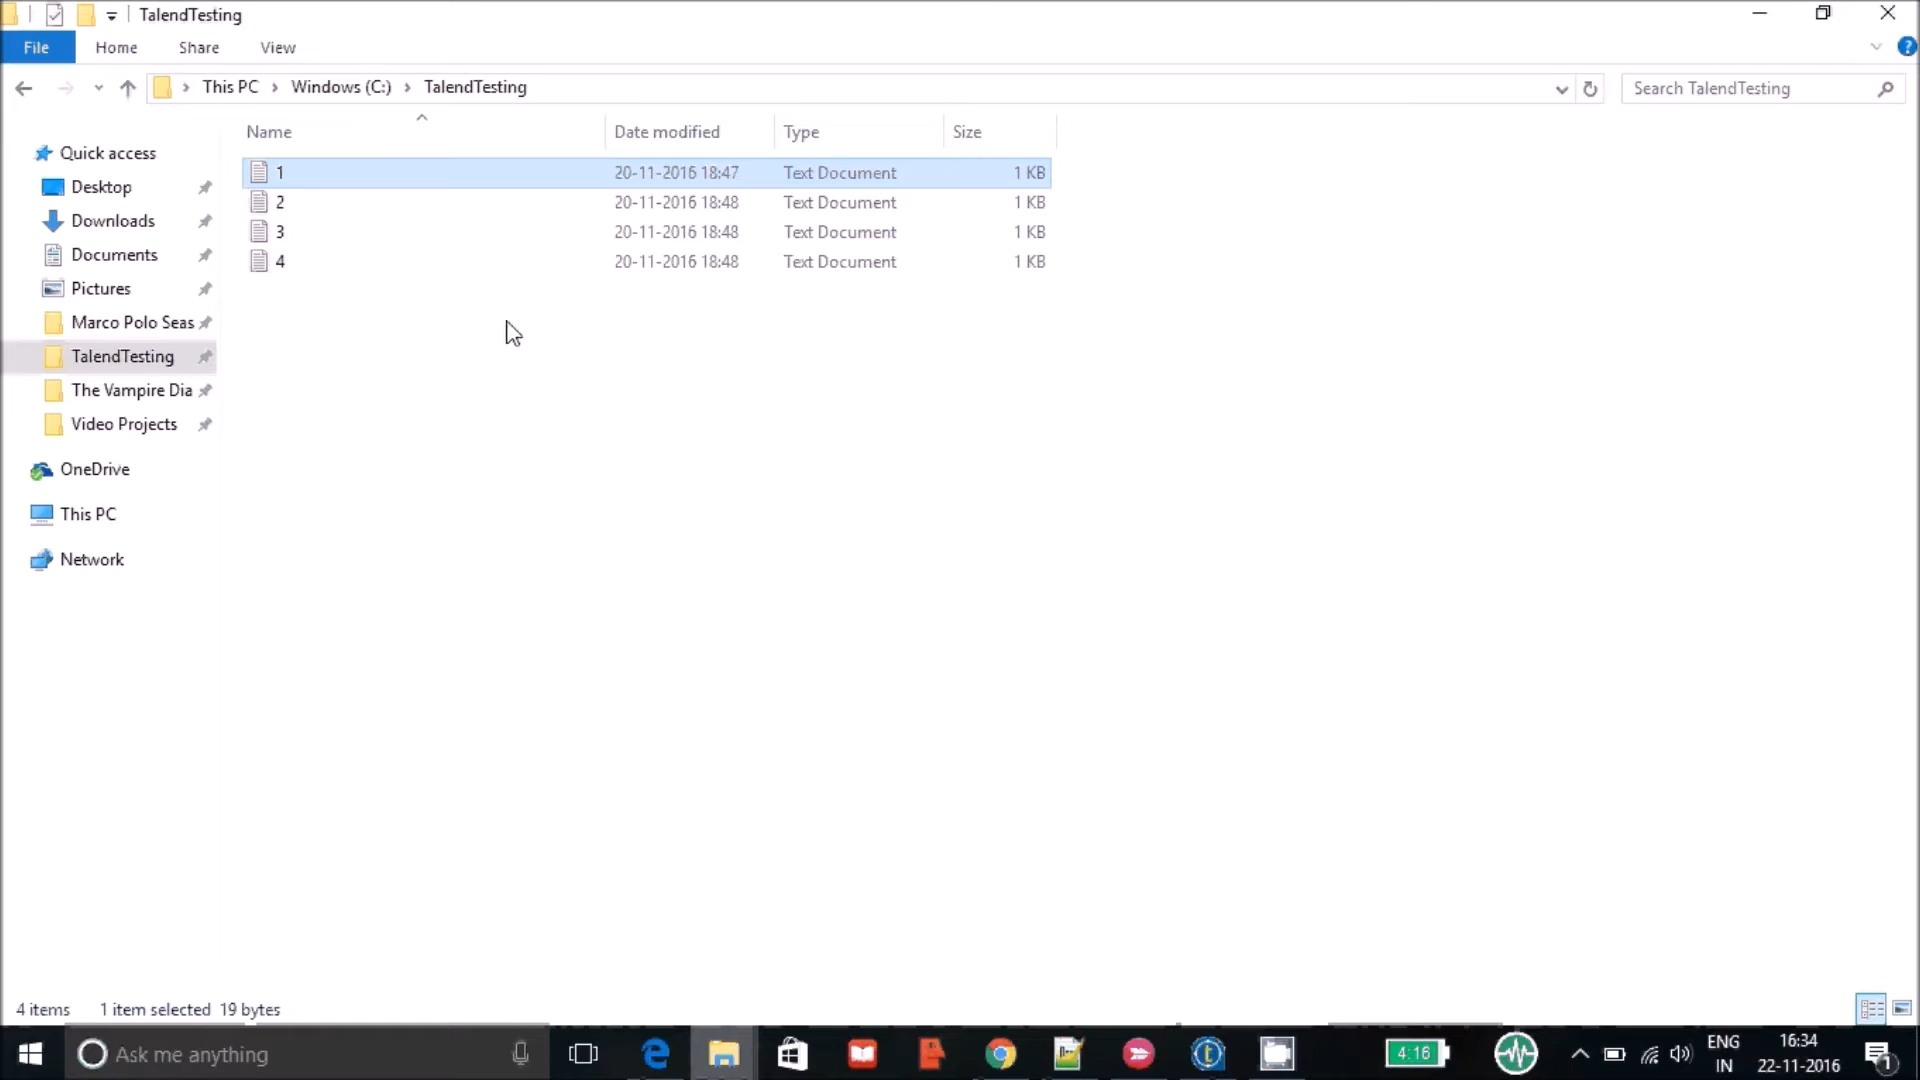 TalendTesting
File Home Share View
This PC Windows (C:) TalendTesting Search TalendTesting
Name Date modified Type Size
Quick access
Desktop
Downloads
Documents
Pictures
Marco Polo Seas
TalendTesting
The Vampire Dia
Video Projects
OneDrive
This PC
Network
1 20-11-2016 18:47 Text Document 1 KB
2 20-11-2016 18:48 Text Document 1 KB
3 20-11-2016 18:48 Text Document 1 KB
4 20-11-2016 18:48 Text Document 1 KB
4 items 1 item selected 19 bytes
Ask me anything
4:16
ENG
IN
16:34
22-11-2016
1